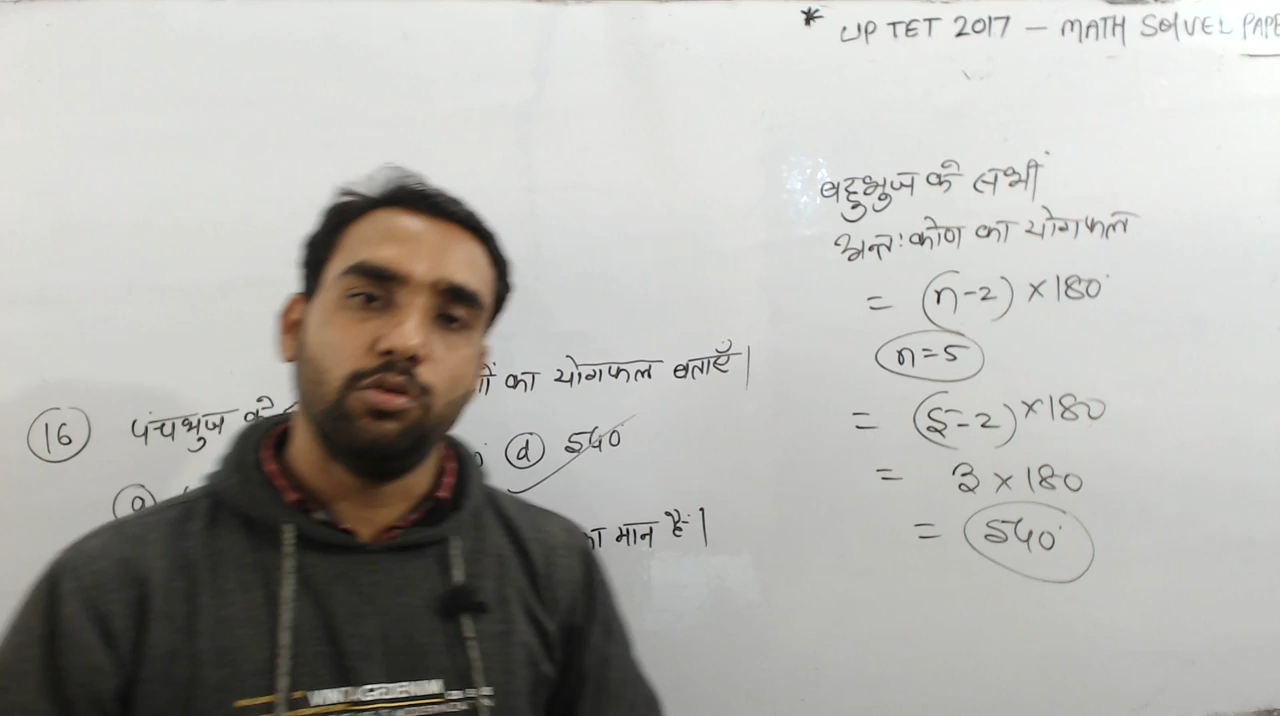 * UP TET 2017 - MATH SOLVEL PAPE
बहुभुज के सभी
अन्तःकोण का योगफल
= (n-2) × 180°
n=5
= (5-2) × 180
= 3 × 180
= 540°
(16) पंचभुज के का योगफल बताएँ|
(d) 540°
(a)
का मान है|